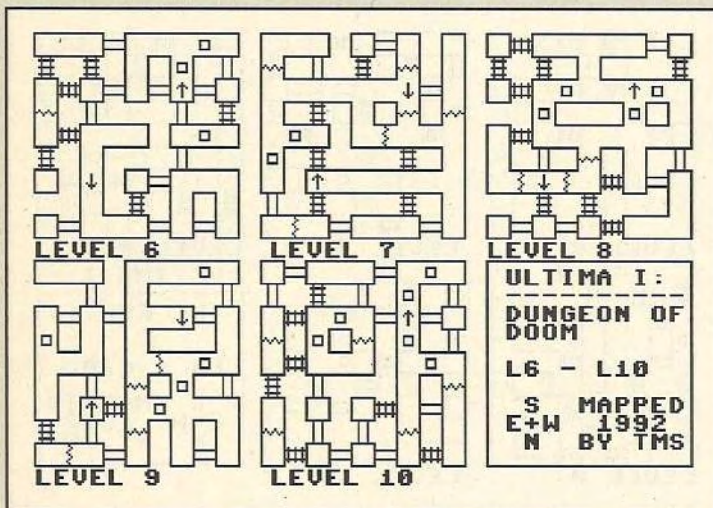 LEVEL 6
LEVEL 7
LEVEL 8
LEVEL 9
LEVEL 10
ULTIMA I:
DUNGEON OF
DOOM
L6 - L10
S MAPPED
E+W 1992
N BY TMS